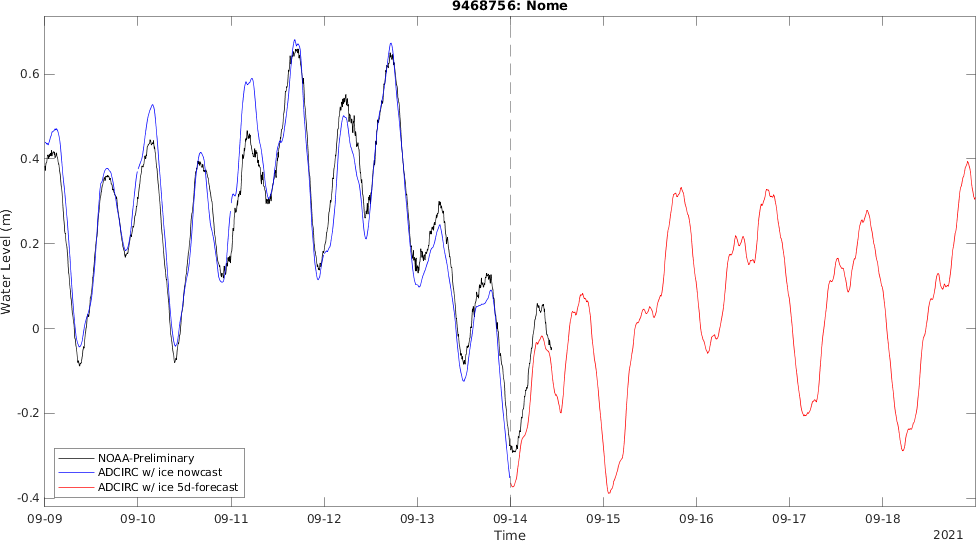 9468756: Nome
Water Level (m)
0.6
0.4
0.2
0
-0.2
-0.4
NOAA-Preliminary
ADCIRC w/ ice nowcast
ADCIRC w/ ice 5d-forecast
09-09 09-10 09-11 09-12 09-13 09-14 09-15 09-16 09-17 09-18
Time
2021